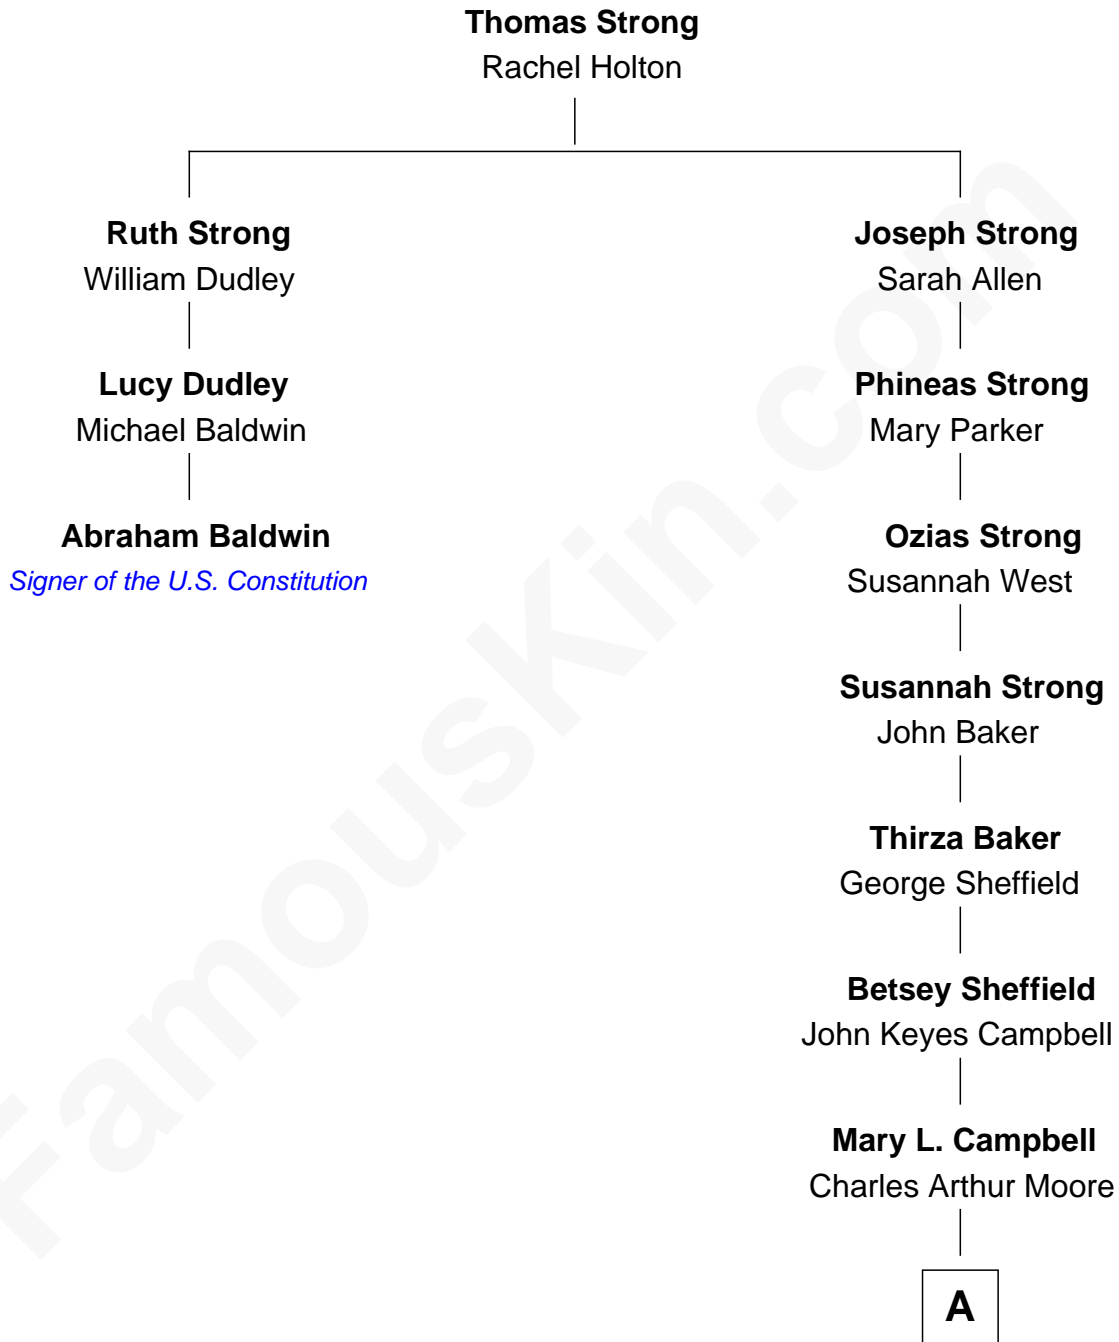 Thomas Strong
Rachel Holton
Ruth Strong
William Dudley
Joseph Strong
Sarah Allen
Lucy Dudley
Michael Baldwin
Phineas Strong
Mary Parker
Abraham Baldwin
Signer of the U.S. Constitution
Ozias Strong
Susannah West
Susannah Strong
John Baker
Thirza Baker
George Sheffield
Betsey Sheffield
John Keyes Campbell
Mary L. Campbell
Charles Arthur Moore
A
FamousKin.com